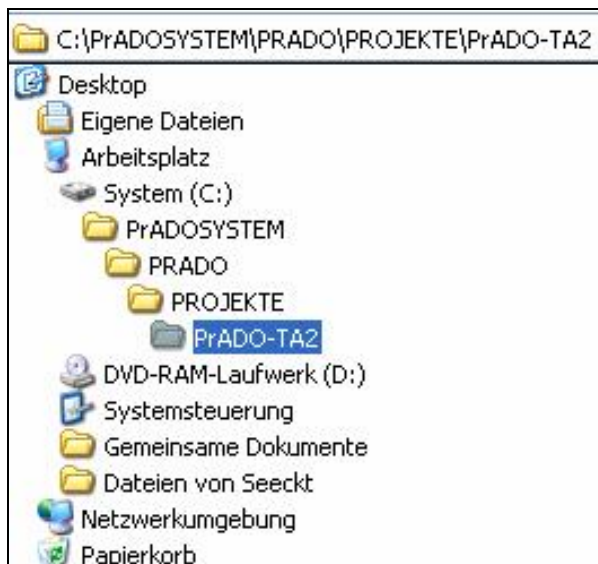 C:\PrADOSYSTEM\PRADO\PROJEKTE\PrADO-TA2
Desktop
Eigene Dateien
Arbeitsplatz
System (C:)
PrADOSYSTEM
PRADO
PROJEKTE
PrADO-TA2
DVD-RAM-Laufwerk (D:)
Systemsteuerung
Gemeinsame Dokumente
Dateien von Seeckt
Netzwerkumgebung
Papierkorb